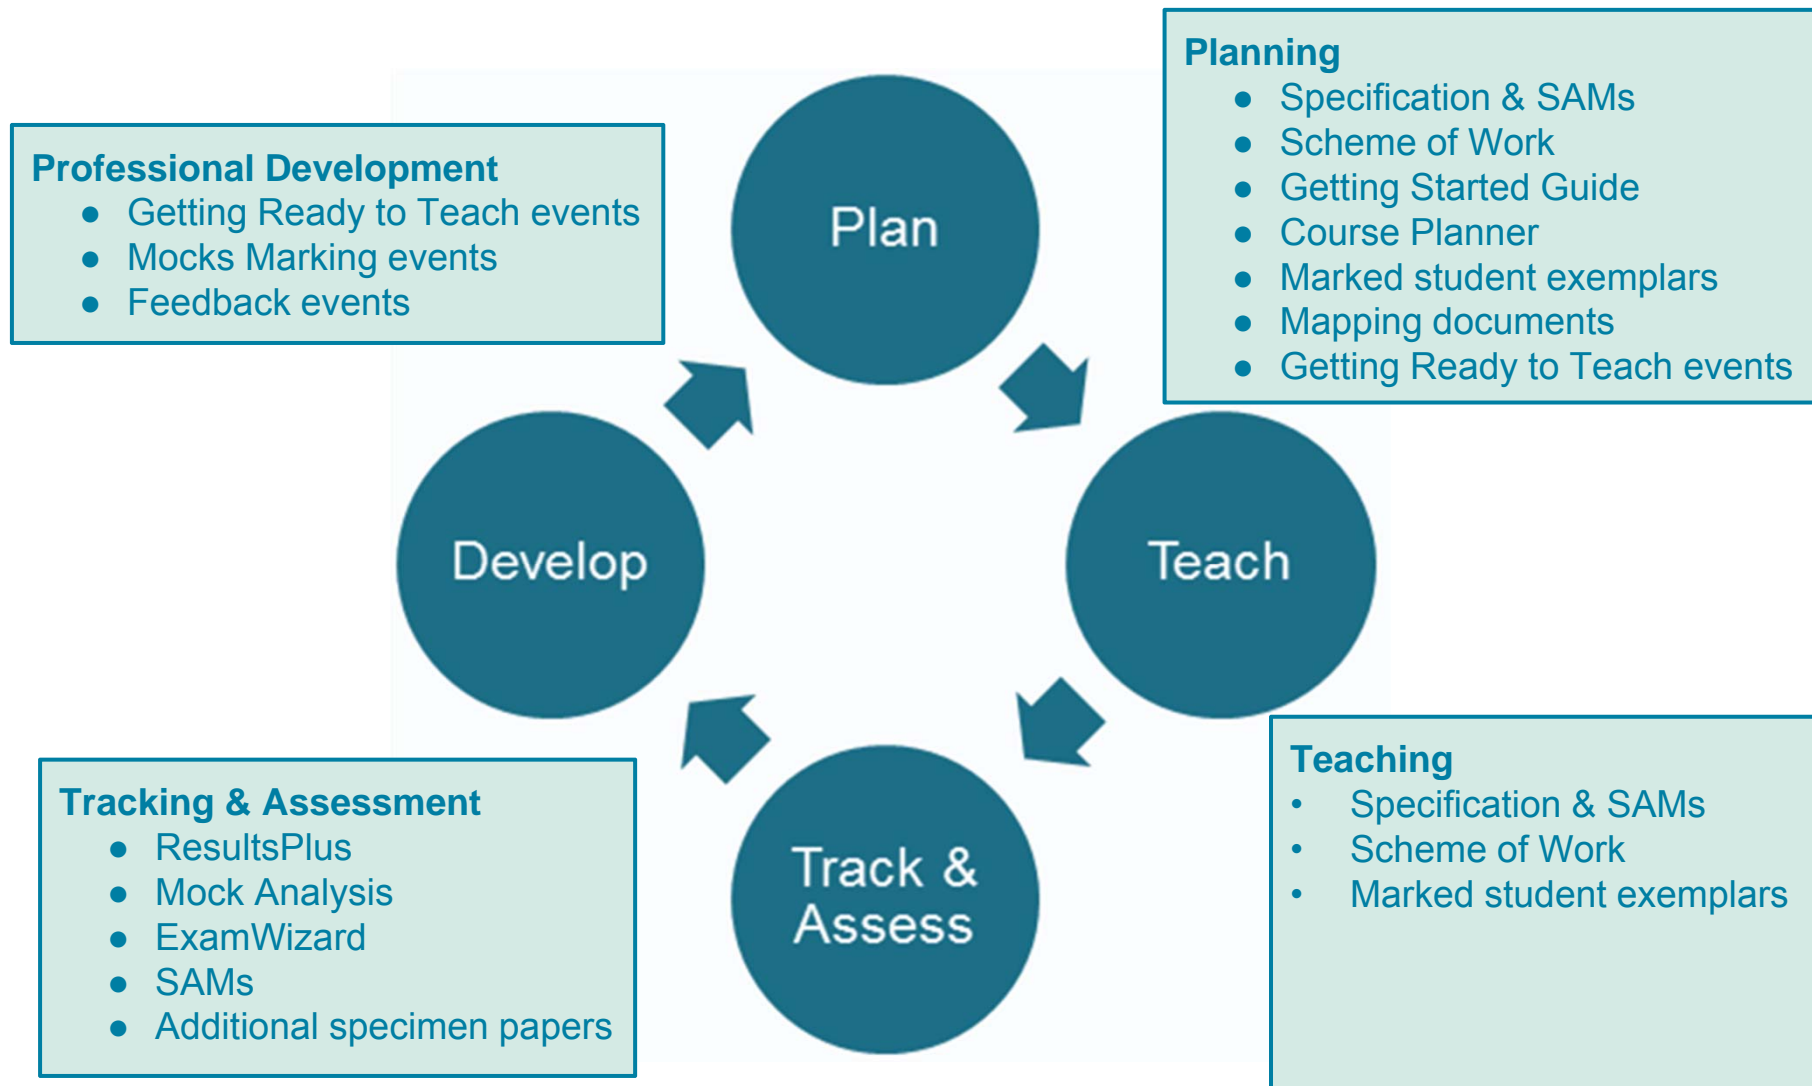 Planning
● Specification & SAMs
● Scheme of Work
● Getting Started Guide
● Course Planner
● Marked student exemplars
● Mapping documents
● Getting Ready to Teach events
Professional Development
● Getting Ready to Teach events
● Mocks Marking events
● Feedback events
Plan
Teach
Develop
Track &
Assess
Teaching
• Specification & SAMs
• Scheme of Work
• Marked student exemplars
Tracking & Assessment
● ResultsPlus
● Mock Analysis
● ExamWizard
● SAMs
● Additional specimen papers